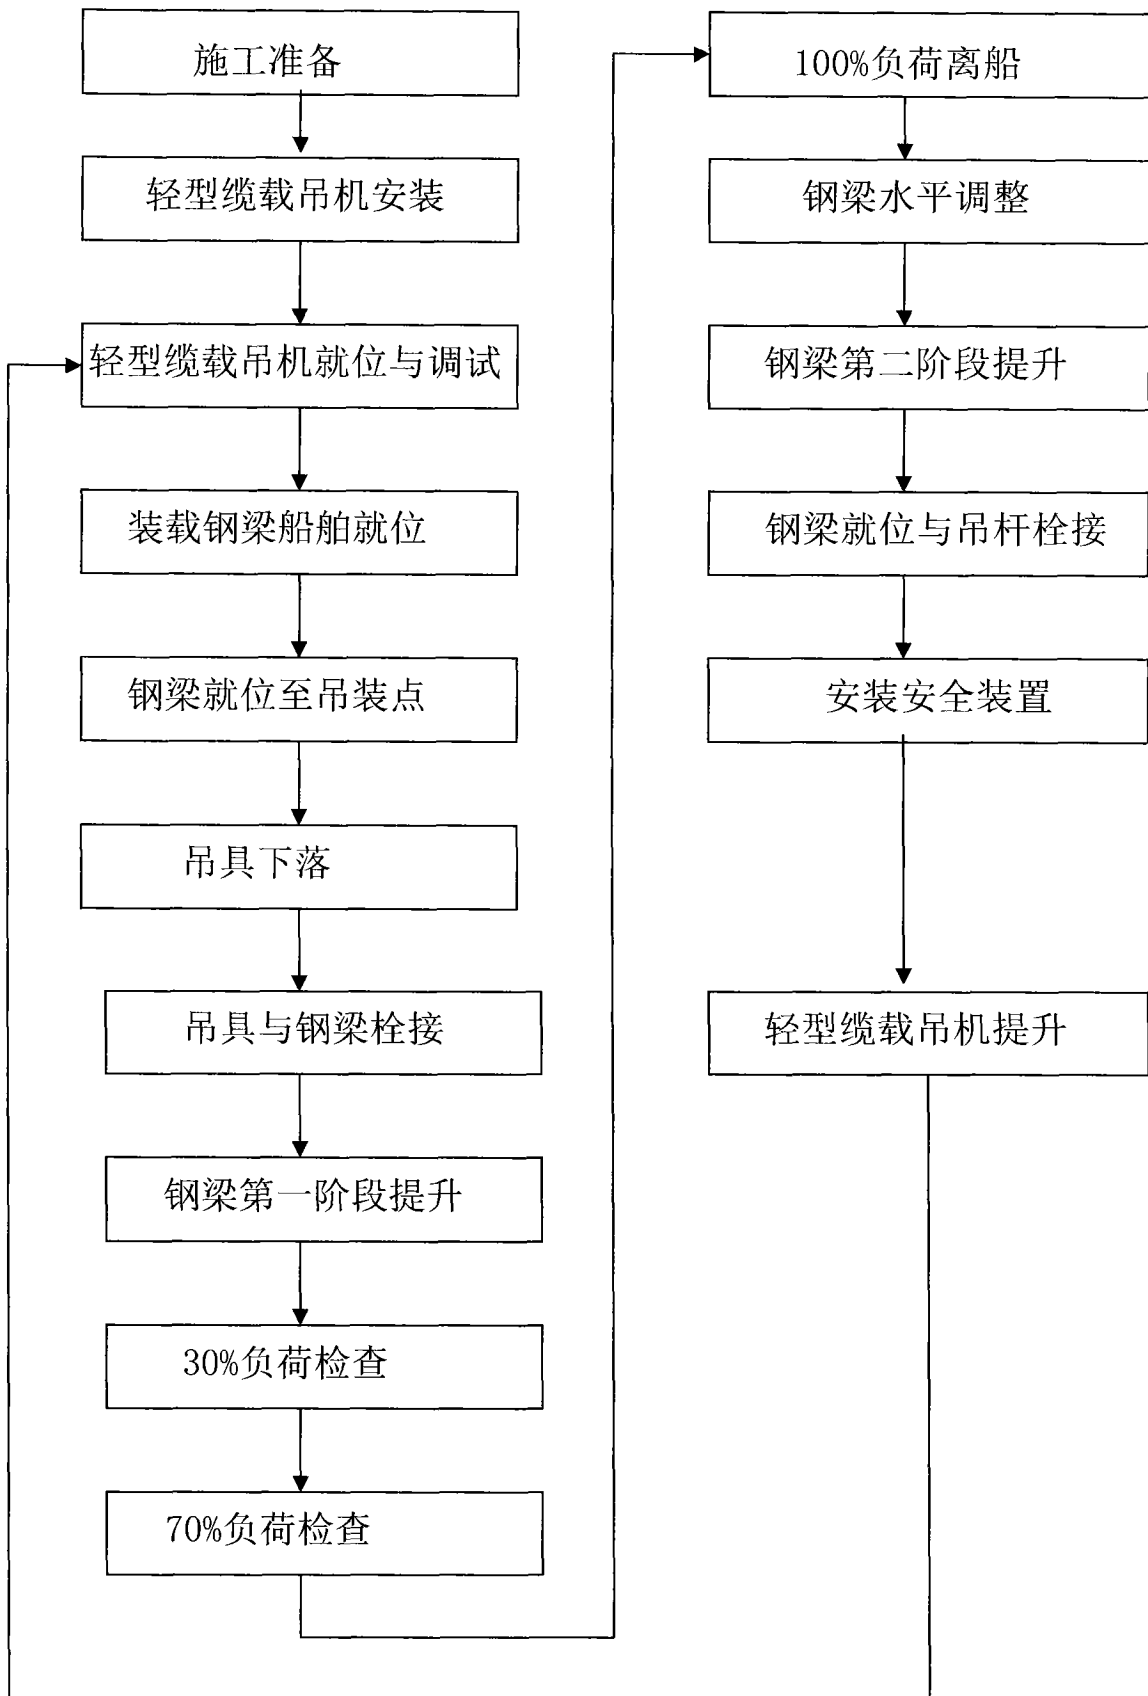 施工准备
轻型缆载吊机安装
轻型缆载吊机就位与调试
装载钢梁船舶就位
钢梁就位至吊装点
吊具下落
吊具与钢梁栓接
钢梁第一阶段提升
30%负荷检查
70%负荷检查
100%负荷离船
钢梁水平调整
钢梁第二阶段提升
钢梁就位与吊杆栓接
安装安全装置
轻型缆载吊机提升